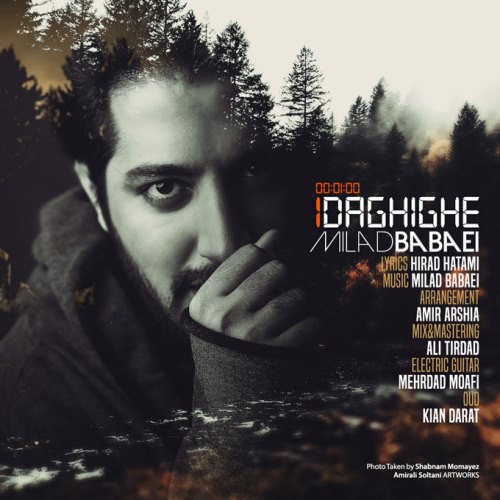 00:01:00
1DAGHIGHE
MILADBABAEI
LYRICS HIRAD HATAMI
MUSIC MILAD BABAEI
ARRANGEMENT
AMIR ARSHIA
MIX&MASTERING
ALI TIRDAD
ELECTRIC GUITAR
MEHRDAD MOAFI
OUD
KIAN DARAT
Photo Taken by Shabnam Momayez
Amirali Soltani ARTWORKS